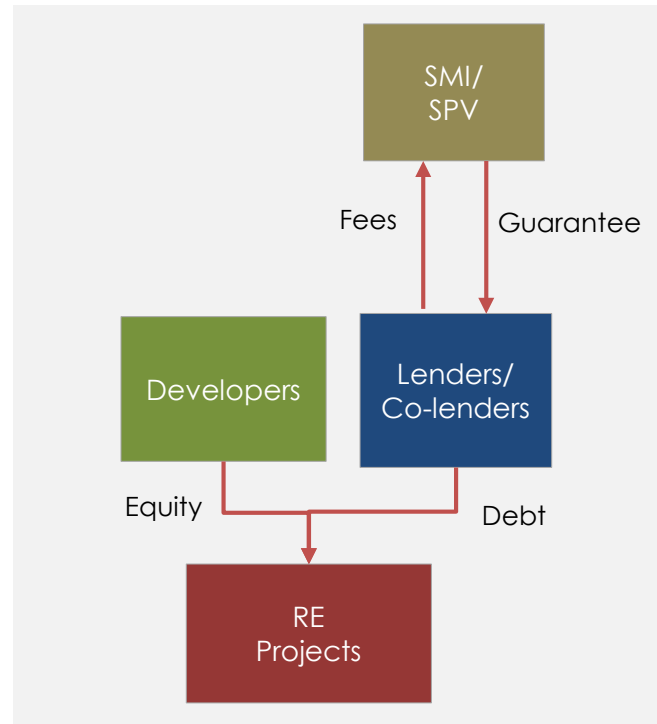 SMI/
SPV
Fees
Guarantee
Developers
Lenders/
Co-lenders
Equity
Debt
RE
Projects